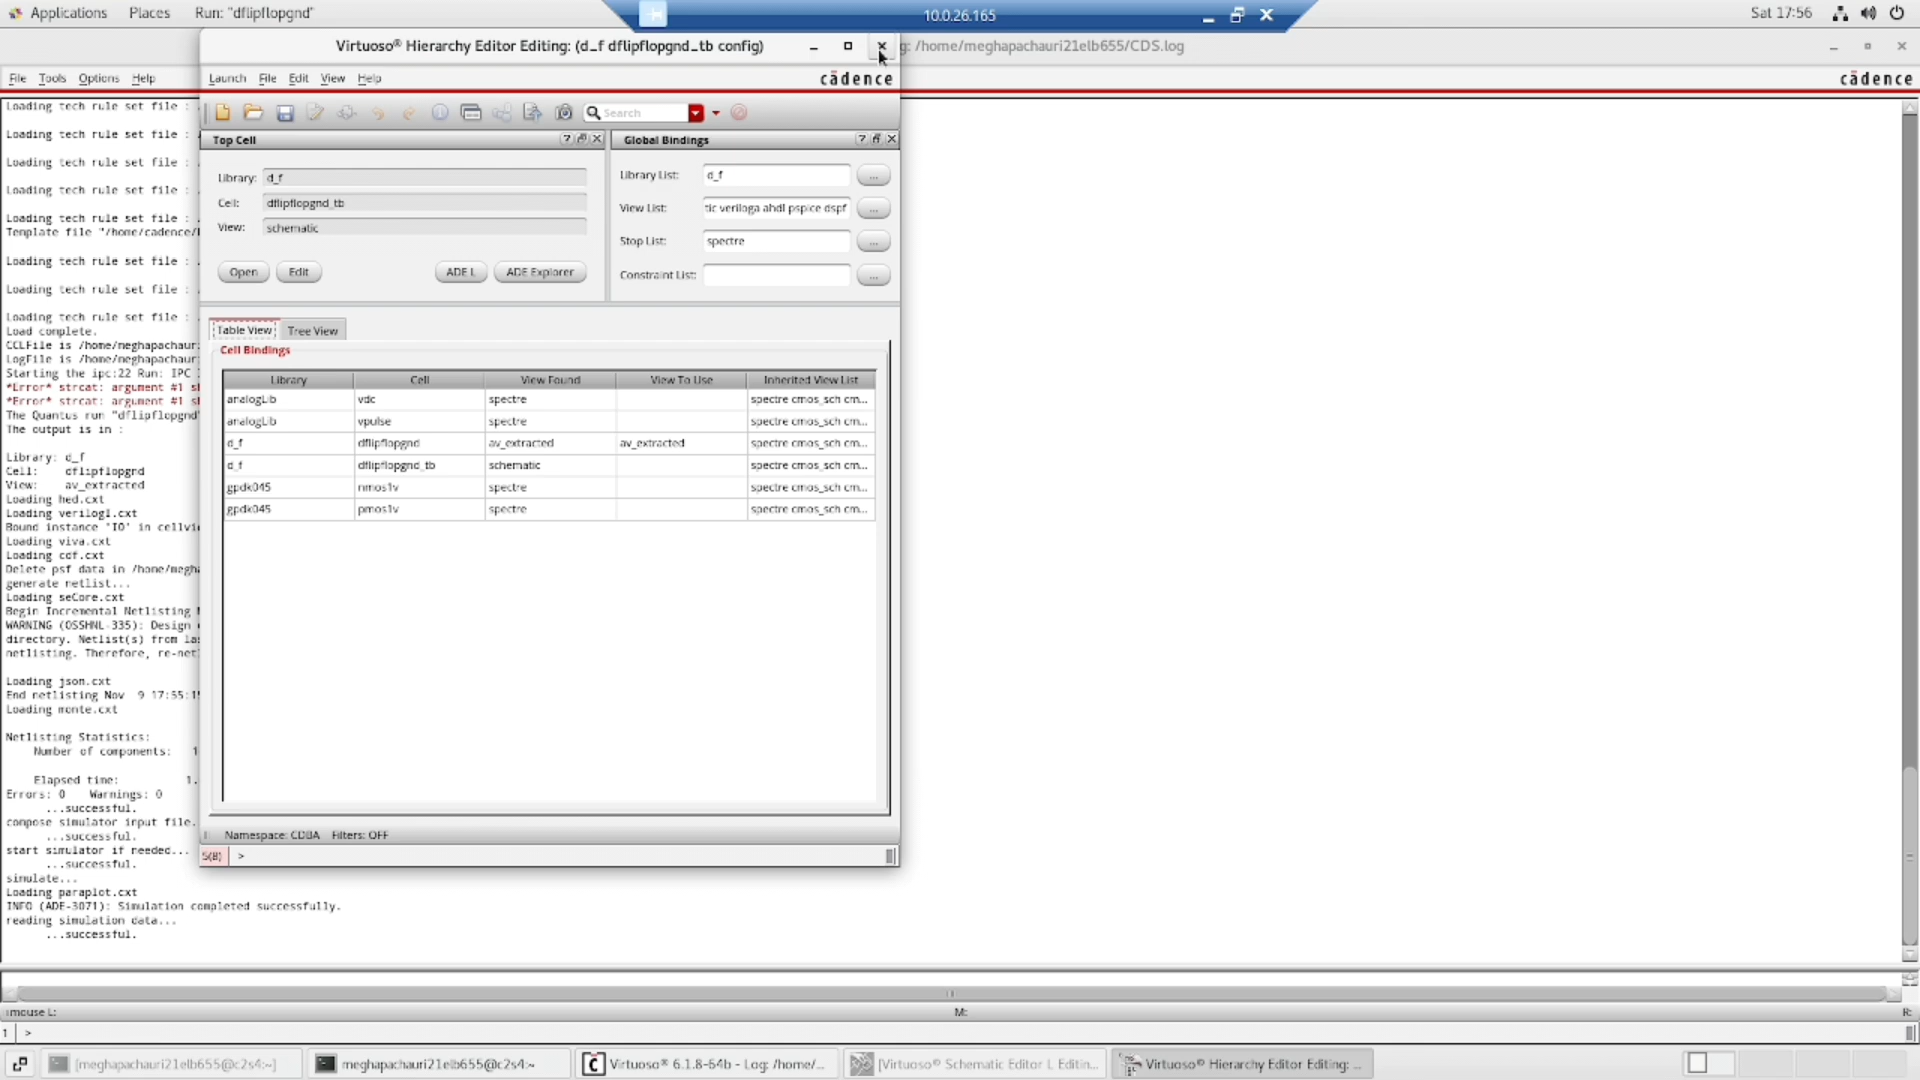 Applications Places Run: "dflipflopgnd"
10.0.26.165
Sat 17:56
Virtuoso® Hierarchy Editor Editing: (d_f dflipflopgnd_tb config)
g: /home/meghapachauri21elb655/CDS.log
File Tools Options Help
Launch File Edit View Help
cādence
cādence
Search
Top Cell
Global Bindings
Library: d_f
Cell: dflipflopgnd_tb
View: schematic
Open Edit ADE L ADE Explorer
Library List: d_f ...
View List: tic veriloga ahdl pspice dspf ...
Stop List: spectre ...
Constraint List: ...
Table View Tree View
Cell Bindings
Library Cell View Found View To Use Inherited View List
analogLib vdc spectre spectre cmos_sch cm...
analogLib vpulse spectre spectre cmos_sch cm...
d_f dflipflopgnd av_extracted av_extracted spectre cmos_sch cm...
d_f dflipflopgnd_tb schematic spectre cmos_sch cm...
gpdk045 nmos1v spectre spectre cmos_sch cm...
gpdk045 pmos1v spectre spectre cmos_sch cm...
Namespace: CDBA Filters: OFF
5(8) >
Loading tech rule set file :
Loading tech rule set file :
Loading tech rule set file :
Loading tech rule set file :
Loading tech rule set file :
Template file "/home/cadence/
Loading tech rule set file :
Loading tech rule set file :
Loading tech rule set file :
Load complete.
CCLFile is /home/meghapachaur
LogFile is /home/meghapachaur
Starting the ipc:22 Run: IPC
*Error* strcat: argument #1 s
*Error* strcat: argument #1 s
The Quantus run "dflipflopgnd
The output is in :
Library: d_f
Cell: dflipflopgnd
View: av_extracted
Loading hed.cxt
Loading verilogl.cxt
Bound instance 'I0' in cellvi
Loading viva.cxt
Loading cdf.cxt
Delete psf data in /home/megh
generate netlist...
Loading seCore.cxt
Begin Incremental Netlisting
WARNING (OSSHNL-335): Design
directory. Netlist(s) from la
netlisting. Therefore, re-net
Loading json.cxt
End netlisting Nov 9 17:55:1
Loading monte.cxt
Netlisting Statistics:
Number of components: 1
Elapsed time: 1.
Errors: 0 Warnings: 0
...successful.
compose simulator input file.
...successful.
start simulator if needed...
...successful.
simulate...
Loading paraplot.cxt
INFO (ADE-3071): Simulation completed successfully.
reading simulation data...
...successful.
mouse L: M: R:
1 >
[meghapachauri21elb655@c2s4:~] meghapachauri21elb655@c2s4:~ Virtuoso® 6.1.8-64b - Log: /home/... [Virtuoso® Schematic Editor L Editin... Virtuoso® Hierarchy Editor Editing: ...